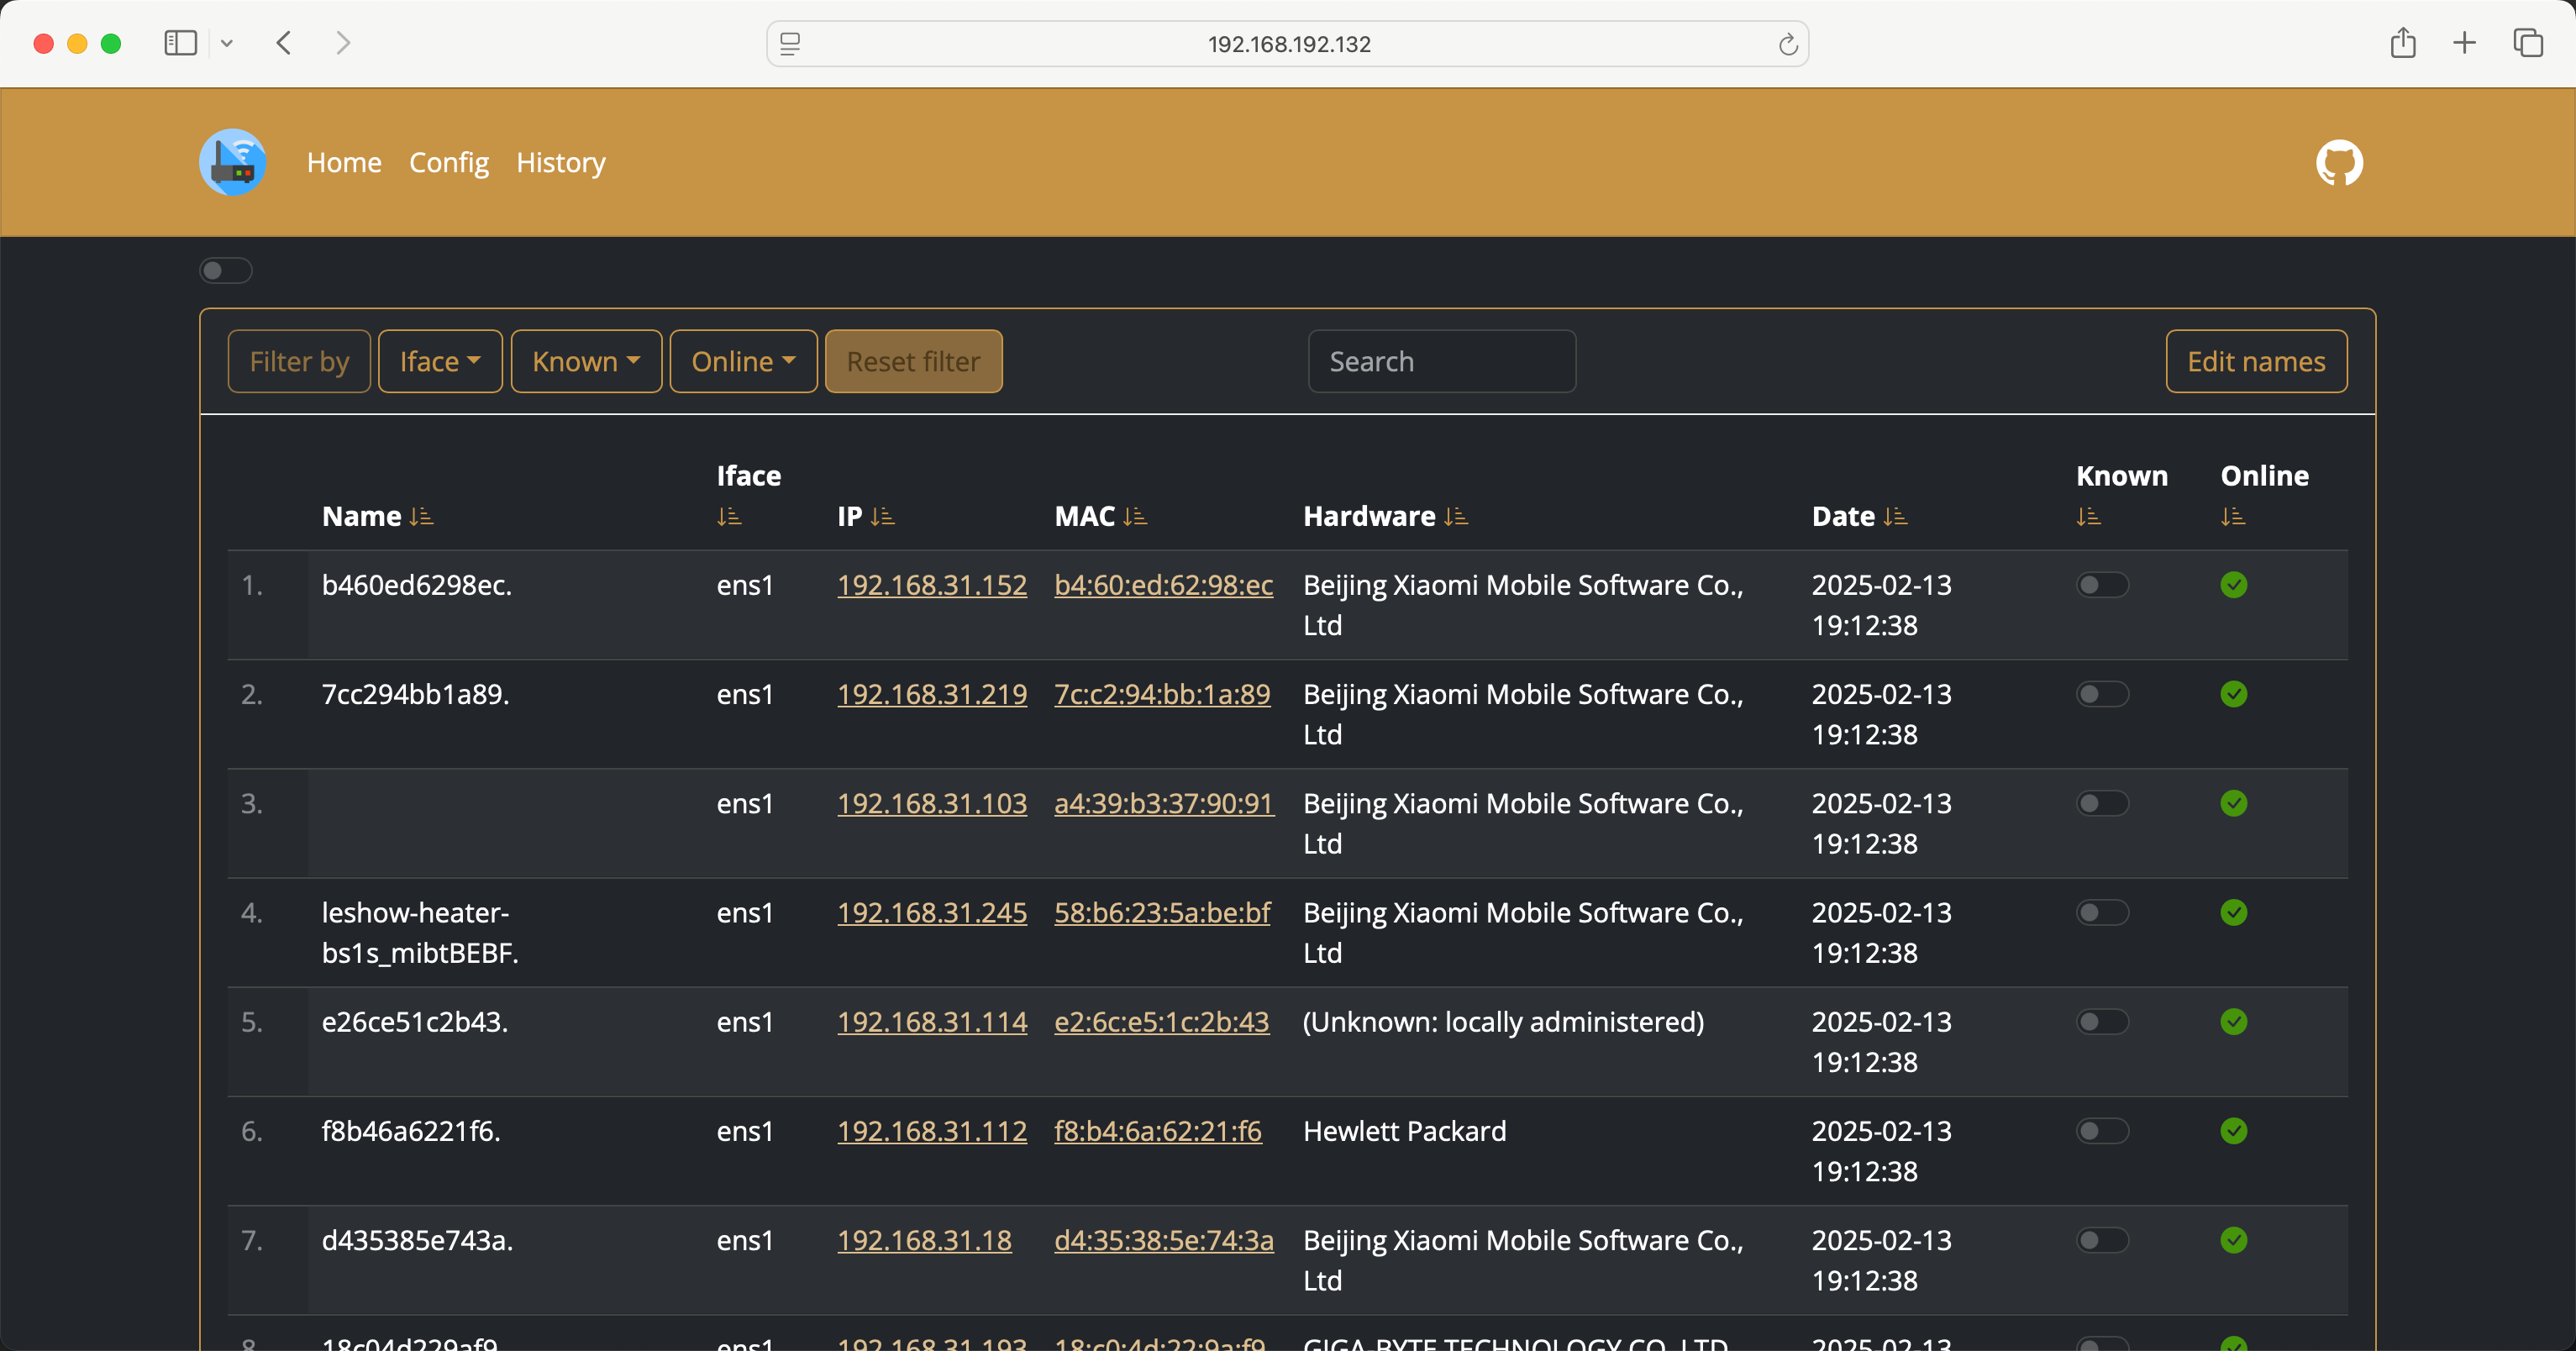 192.168.192.132
Home Config History
Filter by Iface Known Online Reset filter Search Edit names
Name Iface IP MAC Hardware Date Known Online
1. b460ed6298ec. ens1 192.168.31.152 b4:60:ed:62:98:ec Beijing Xiaomi Mobile Software Co., 2025-02-13
Ltd 19:12:38
2. 7cc294bb1a89. ens1 192.168.31.219 7c:c2:94:bb:1a:89 Beijing Xiaomi Mobile Software Co., 2025-02-13
Ltd 19:12:38
3. ens1 192.168.31.103 a4:39:b3:37:90:91 Beijing Xiaomi Mobile Software Co., 2025-02-13
Ltd 19:12:38
4. leshow-heater- ens1 192.168.31.245 58:b6:23:5a:be:bf Beijing Xiaomi Mobile Software Co., 2025-02-13
bs1s_mibtBEBF. Ltd 19:12:38
5. e26ce51c2b43. ens1 192.168.31.114 e2:6c:e5:1c:2b:43 (Unknown: locally administered) 2025-02-13
19:12:38
6. f8b46a6221f6. ens1 192.168.31.112 f8:b4:6a:62:21:f6 Hewlett Packard 2025-02-13
19:12:38
7. d435385e743a. ens1 192.168.31.18 d4:35:38:5e:74:3a Beijing Xiaomi Mobile Software Co., 2025-02-13
Ltd 19:12:38
8. 18c04d229af9. ens1 192.168.31.193 18:c0:4d:22:9a:f9 GIGA-BYTE TECHNOLOGY CO.,LTD. 2025-02-13